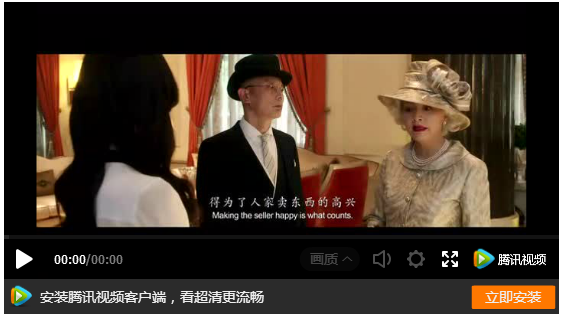 得为了人家卖东西的高兴
Making the seller happy is what counts.
00:00/00:00
画质
腾讯视频
安装腾讯视频客户端，看超清更流畅
立即安装